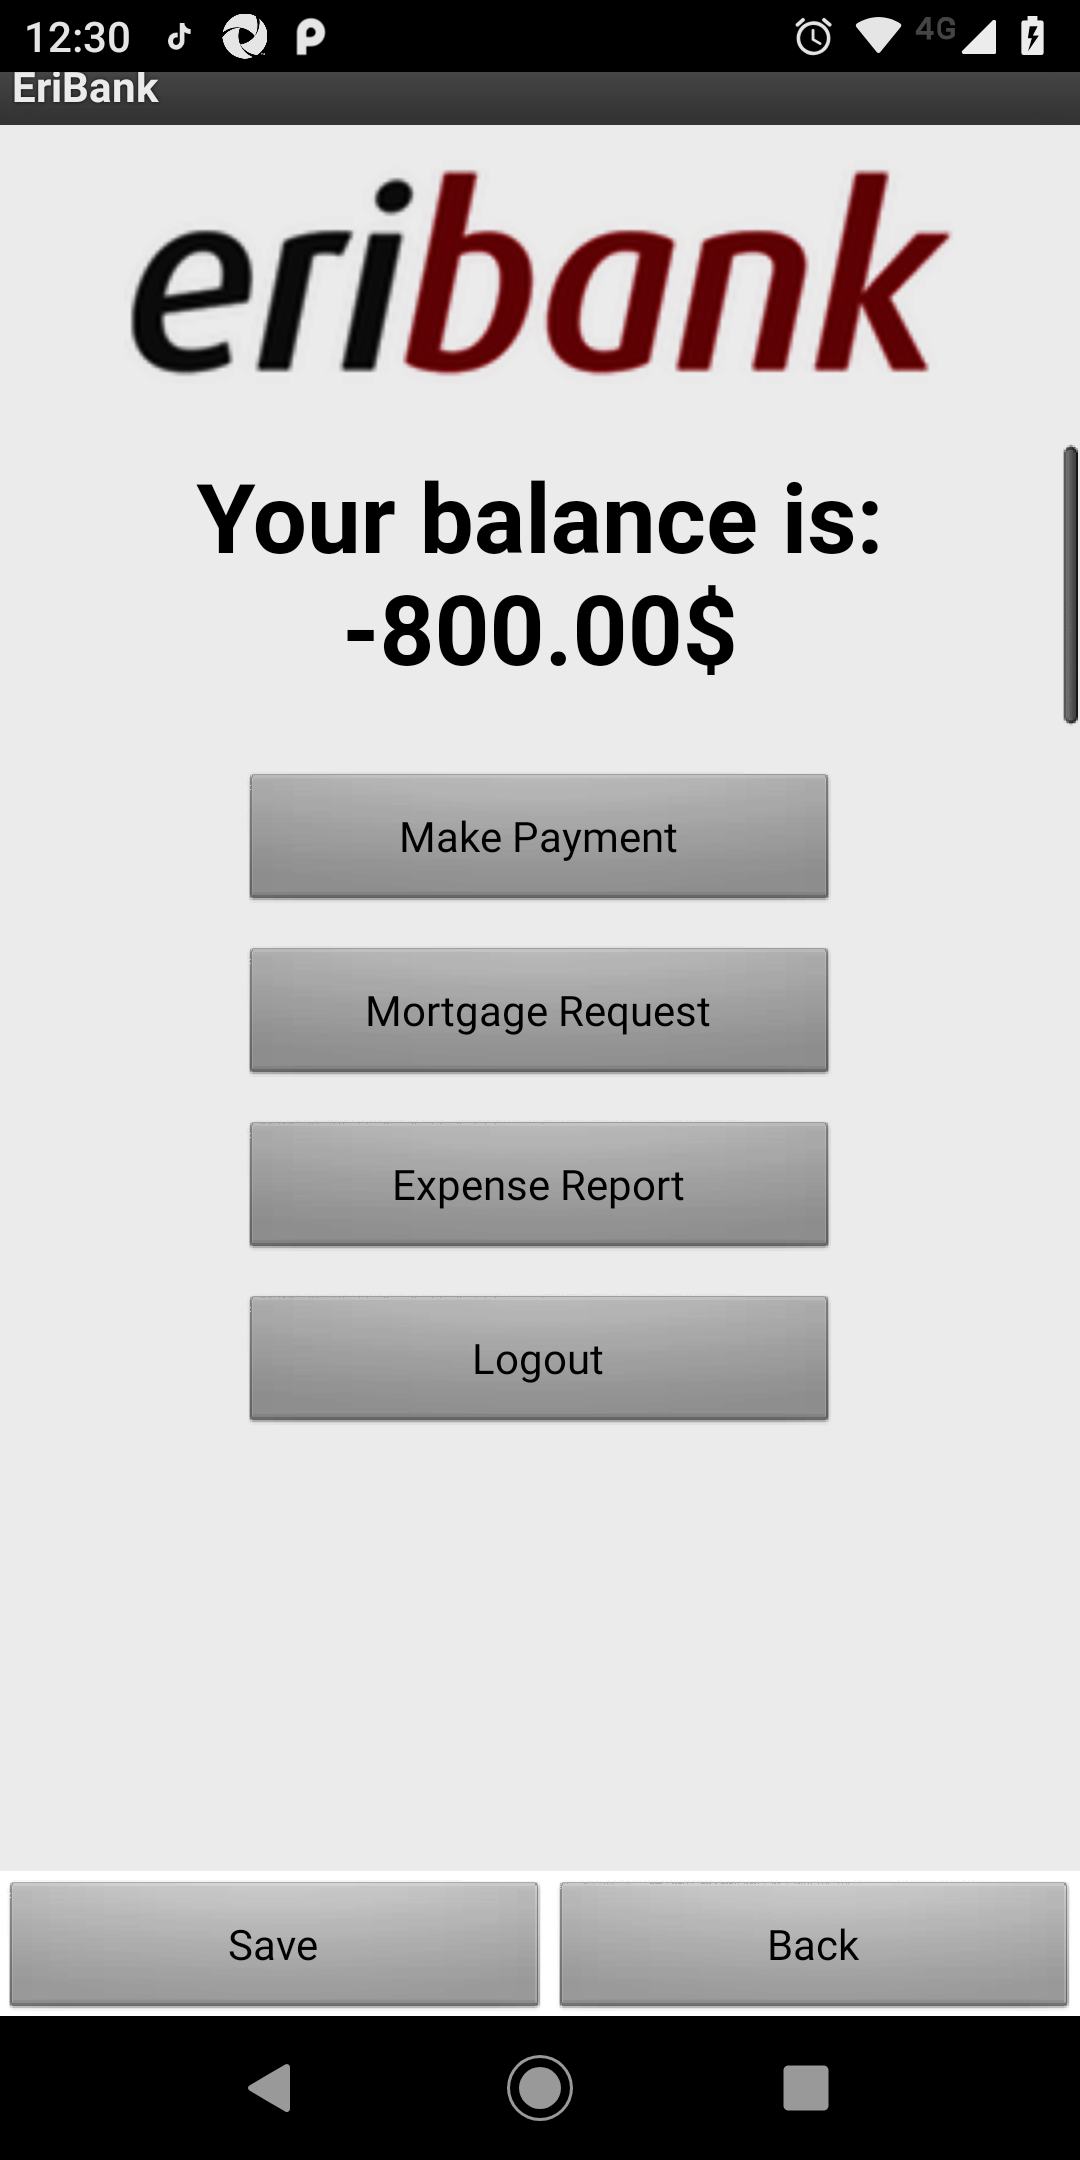 12:30
4G
EriBank
eribank
Your balance is:
-800.00$
Make Payment
Mortgage Request
Expense Report
Logout
Save
Back